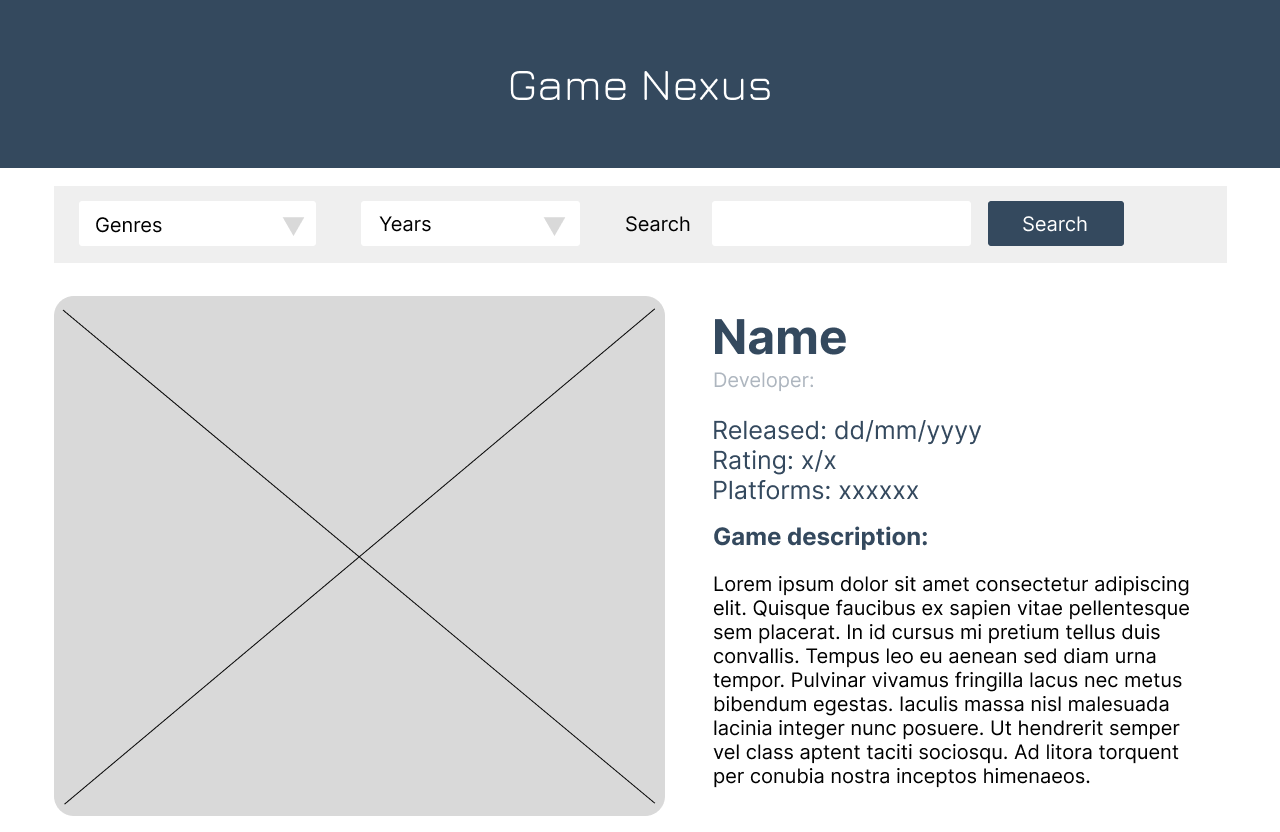 Game Nexus
Genres
Years
Search
Search
Name
Developer:
Released: dd/mm/yyyy
Rating: x/x
Platforms: xxxxxx
Game description:
Lorem ipsum dolor sit amet consectetur adipiscing
elit. Quisque faucibus ex sapien vitae pellentesque
sem placerat. In id cursus mi pretium tellus duis
convallis. Tempus leo eu aenean sed diam urna
tempor. Pulvinar vivamus fringilla lacus nec metus
bibendum egestas. Iaculis massa nisl malesuada
lacinia integer nunc posuere. Ut hendrerit semper
vel class aptent taciti sociosqu. Ad litora torquent
per conubia nostra inceptos himenaeos.